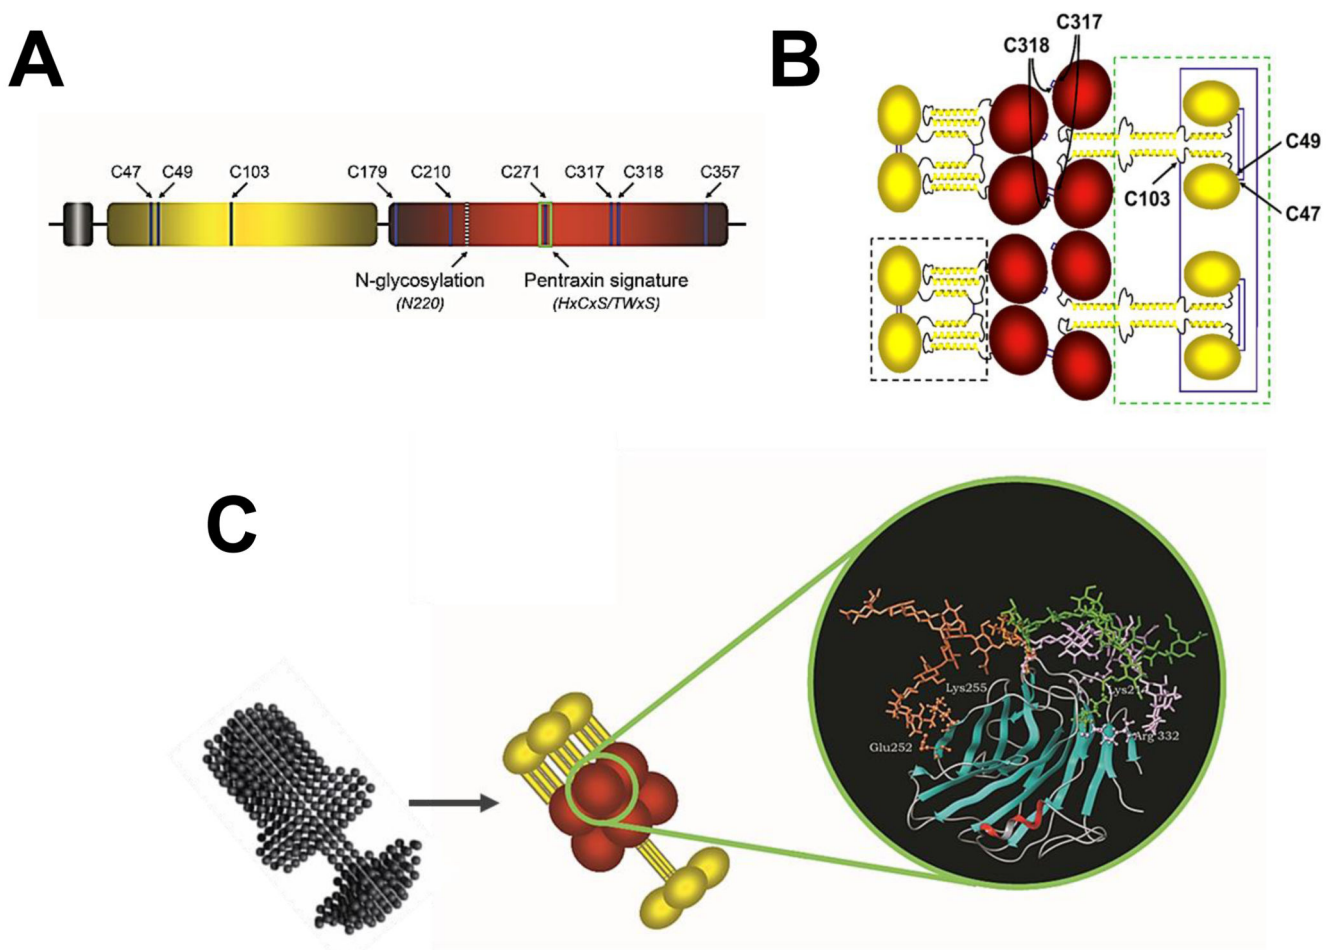 A
C47 C49 C103 C179 C210 C271 C317 C318 C357
N-glycosylation Pentraxin signature
(N220) (HxCxS/TWxS)
B
C317
C318
C49
C103
C47
C
Lys255
Glu252
Arg 332